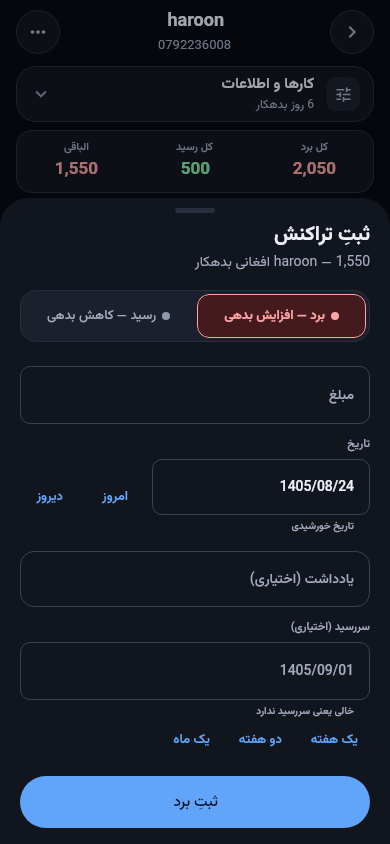 haroon
0792236008
کارها و اطلاعات
6 روز بدهکار
کل برد
کل رسید
الباقی
2,050
500
1,550
ثبتِ تراکنش
haroon — 1,550 افغانی بدهکار
برد — افزایش بدهی
رسید — کاهش بدهی
مبلغ
تاریخ
1405/08/24
امروز
دیروز
تاریخ خورشیدی
یادداشت (اختیاری)
سررسید (اختیاری)
1405/09/01
خالی یعنی سررسید ندارد
یک هفته
دو هفته
یک ماه
ثبتِ برد